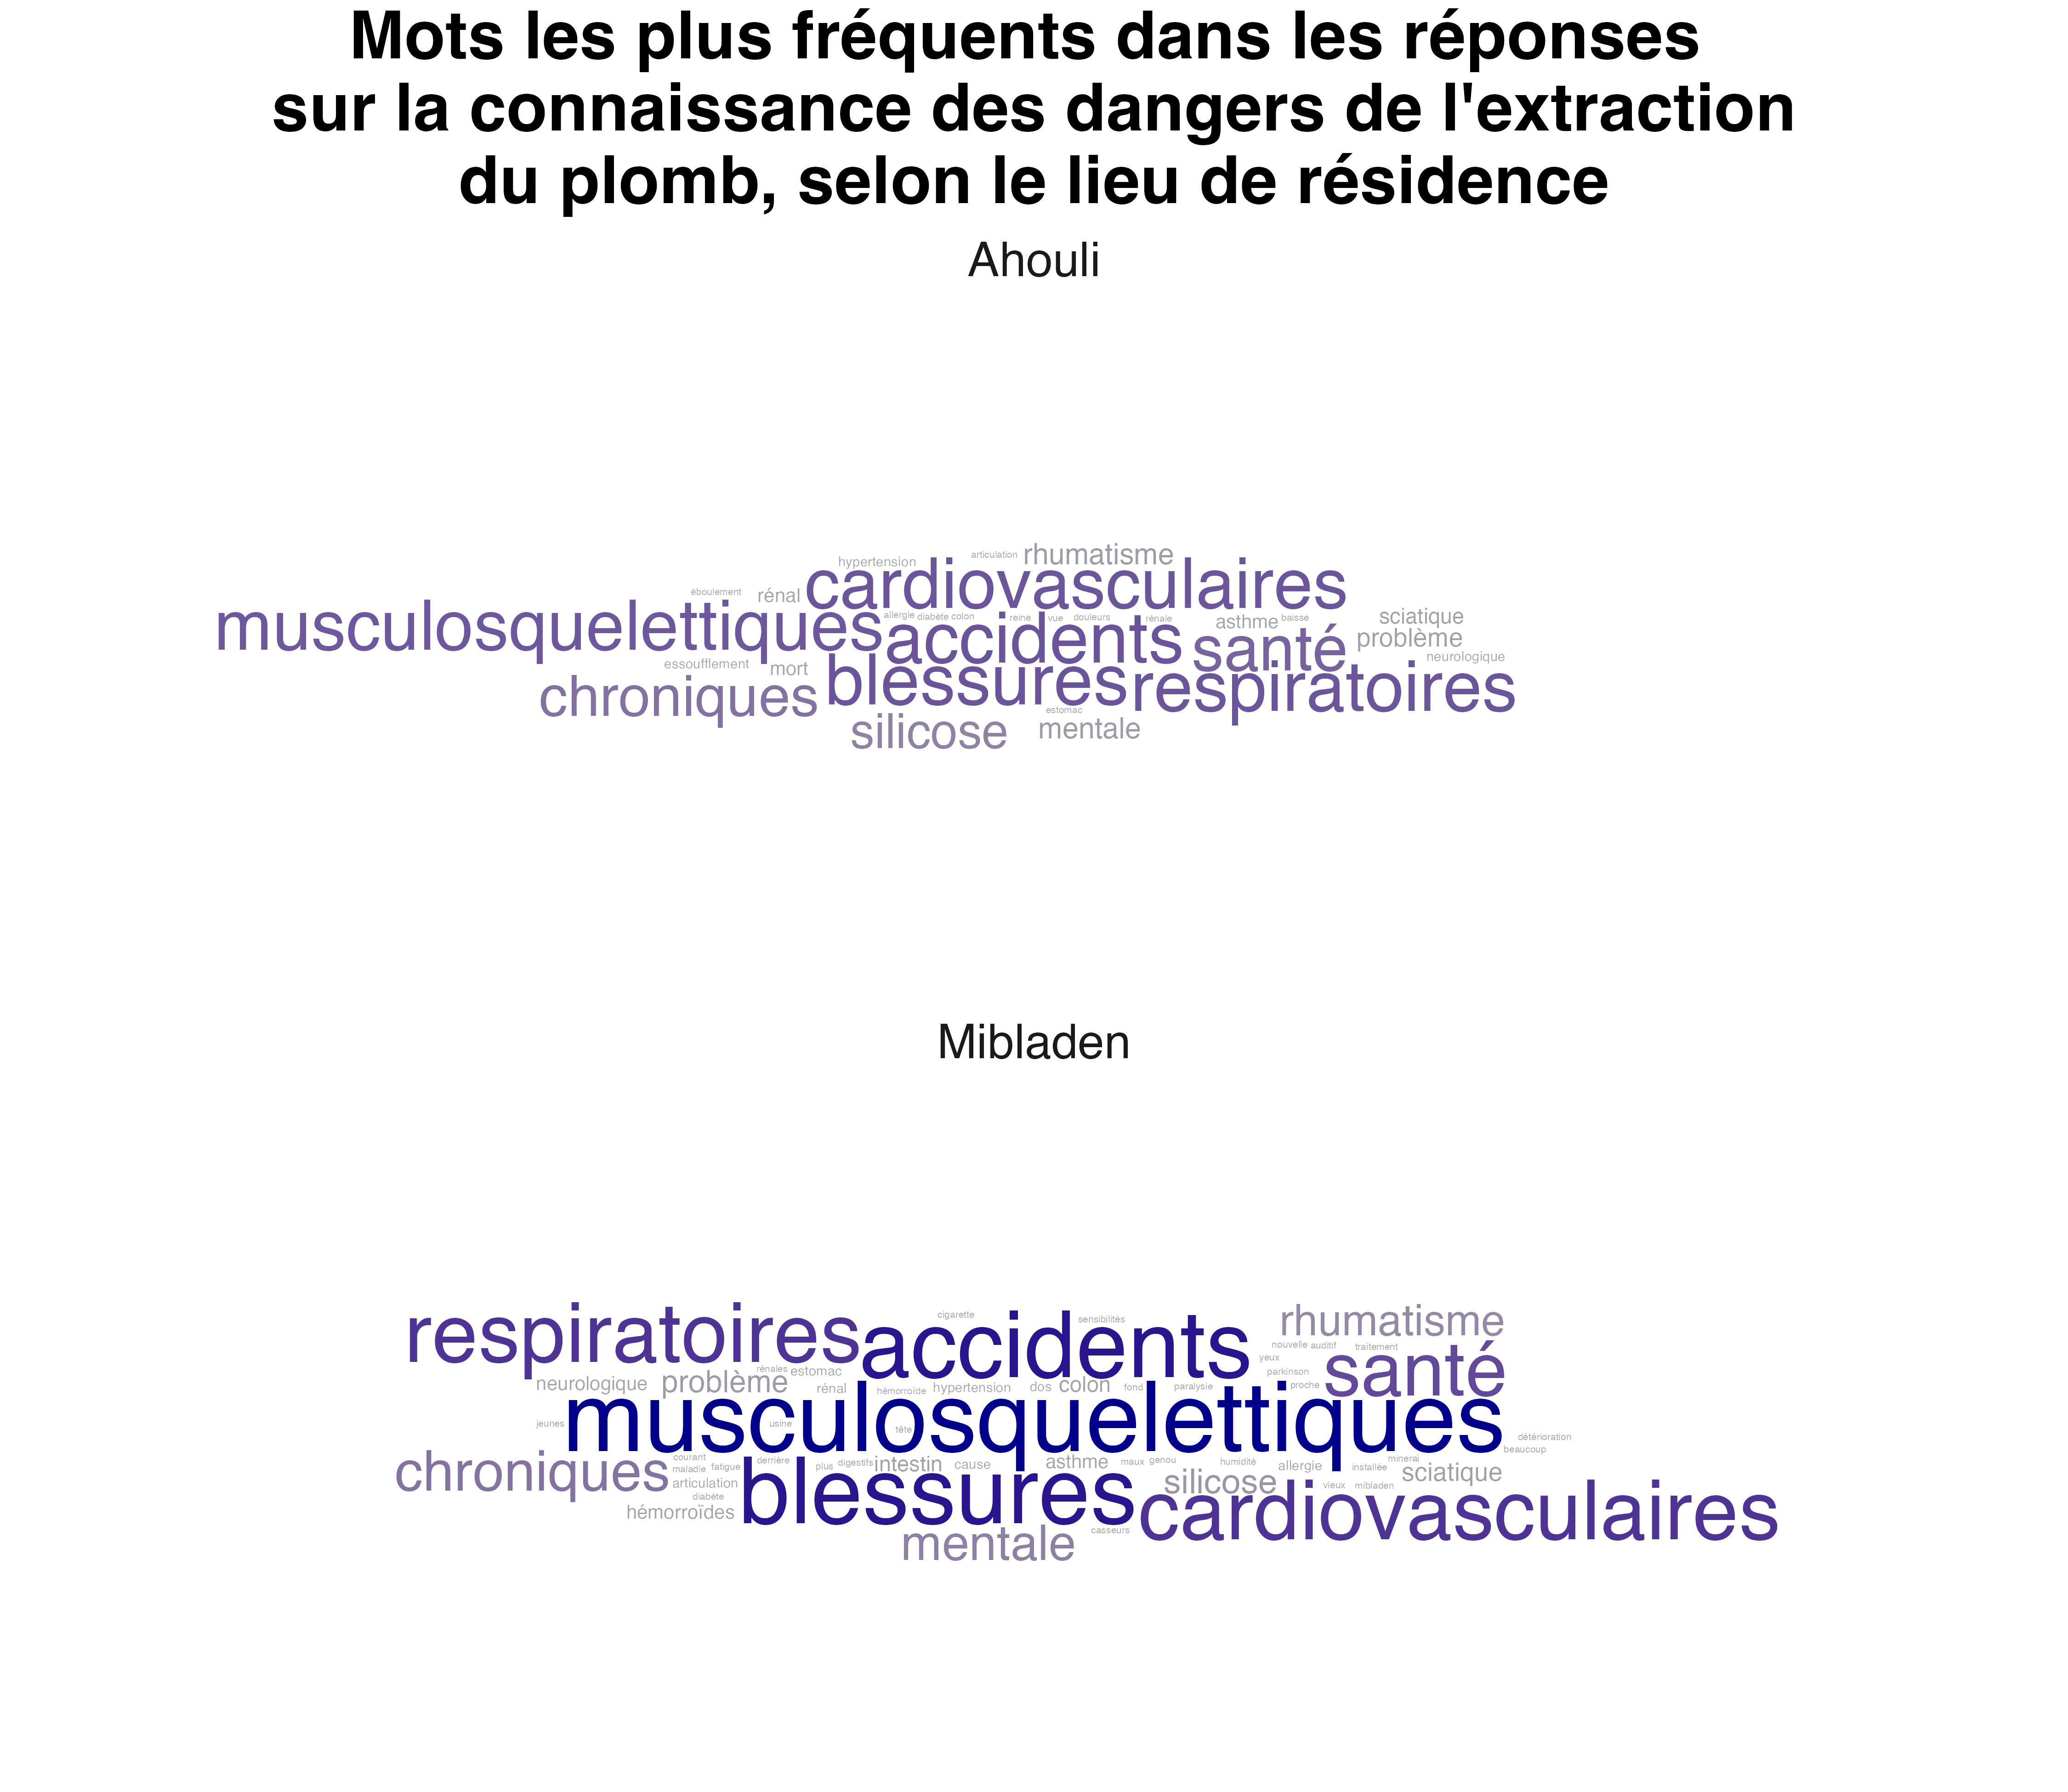 Mots les plus fréquents dans les réponses
sur la connaissance des dangers de l'extraction
du plomb, selon le lieu de résidence
Ahouli
articulation rhumatisme
hypertension
cardiovasculaires
éboulement rénal
musculosquelettiques allergie diabète colon reine vue douleurs rénale asthme baisse sciatique
accidents santé problème
essoufflement mort neurologique
chroniques blessures respiratoires
estomac
silicose mentale
Mibladen
respiratoires cigarette accidents sensibilités rhumatisme
nouvelle auditif traitement
yeux santé
rénales estomac parkinson
neurologique problème rénal hémorroïde hypertension dos colon fond paralysie proche
jeunes musculosquelettiques usine tête
détérioration
beaucoup
chroniques courant derrière intestin cause asthme maux genou humidité allergie installée minerai
maladie fatigue plus digestifs sciatique
articulation blessures silicose vieux mibladen
diabète cardiovasculaires
hémorroïdes
mentale casseurs